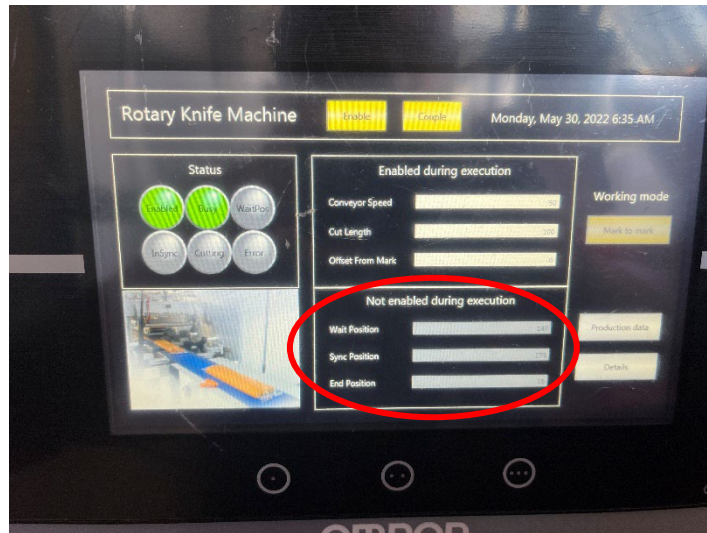 Rotary Knife Machine
Enable
Couple
Monday, May 30, 2022 6:35 AM
Status
Enabled
Busy
WaitPos
InSync
Cutting
Error
Enabled during execution
Conveyor Speed
50
Cut Length
Offset From Mark
Working mode
Mark to mark
Not enabled during execution
Wait Position
Sync Position
End Position
Production data
Details
OMRON